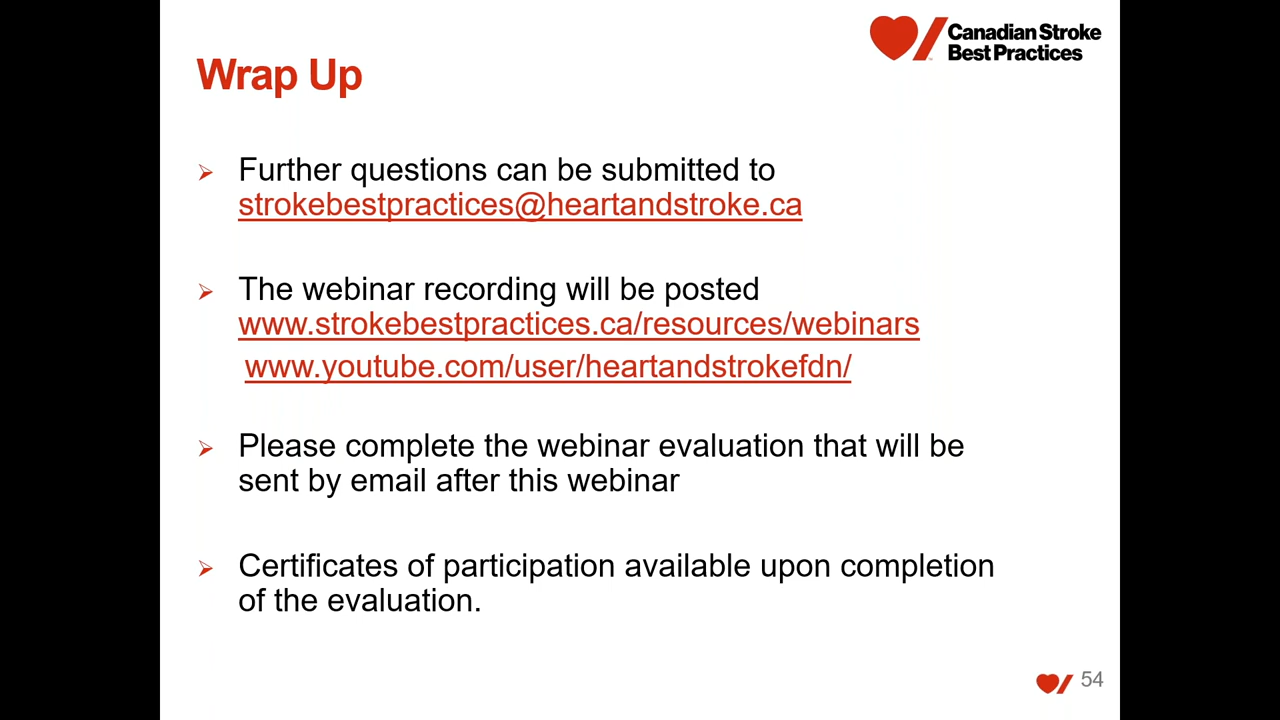 Canadian Stroke
Best Practices
Wrap Up
Further questions can be submitted to
strokebestpractices@heartandstroke.ca
The webinar recording will be posted
www.strokebestpractices.ca/resources/webinars
www.youtube.com/user/heartandstrokefdn/
Please complete the webinar evaluation that will be
sent by email after this webinar
Certificates of participation available upon completion
of the evaluation.
54